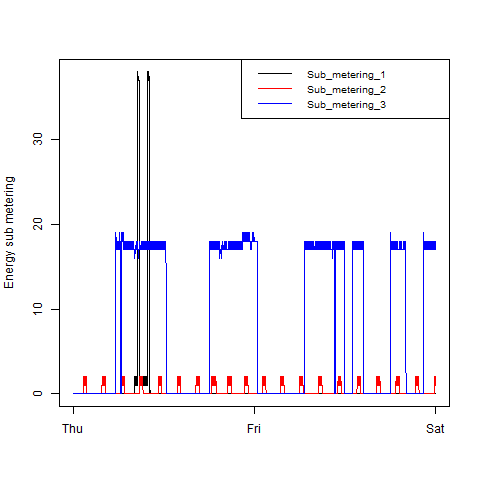 Sub_metering_1
Sub_metering_2
Sub_metering_3
Energy sub metering
30
20
10
0
Thu
Fri
Sat